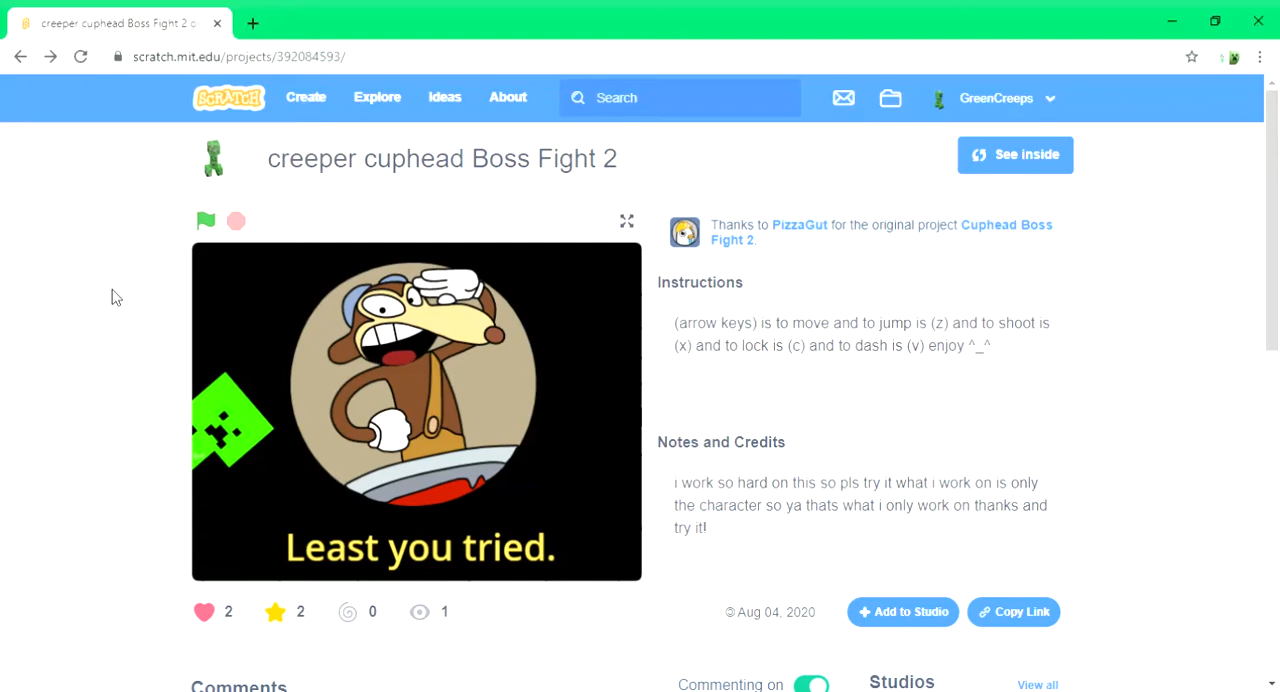 creeper cuphead Boss Fight 2 o
scratch.mit.edu/projects/392084593/
SCRATCH
Create
Explore
Ideas
About
Search
GreenCreeps
creeper cuphead Boss Fight 2
See inside
Thanks to PizzaGut for the original project Cuphead Boss
Fight 2.
Instructions
(arrow keys) is to move and to jump is (z) and to shoot is
(x) and to lock is (c) and to dash is (v) enjoy ^_^
Notes and Credits
i work so hard on this so pls try it what i work on is only
the character so ya thats what i only work on thanks and
try it!
Least you tried.
2
2
0
1
© Aug 04, 2020
Add to Studio
Copy Link
Comments
Commenting on
Studios
View all